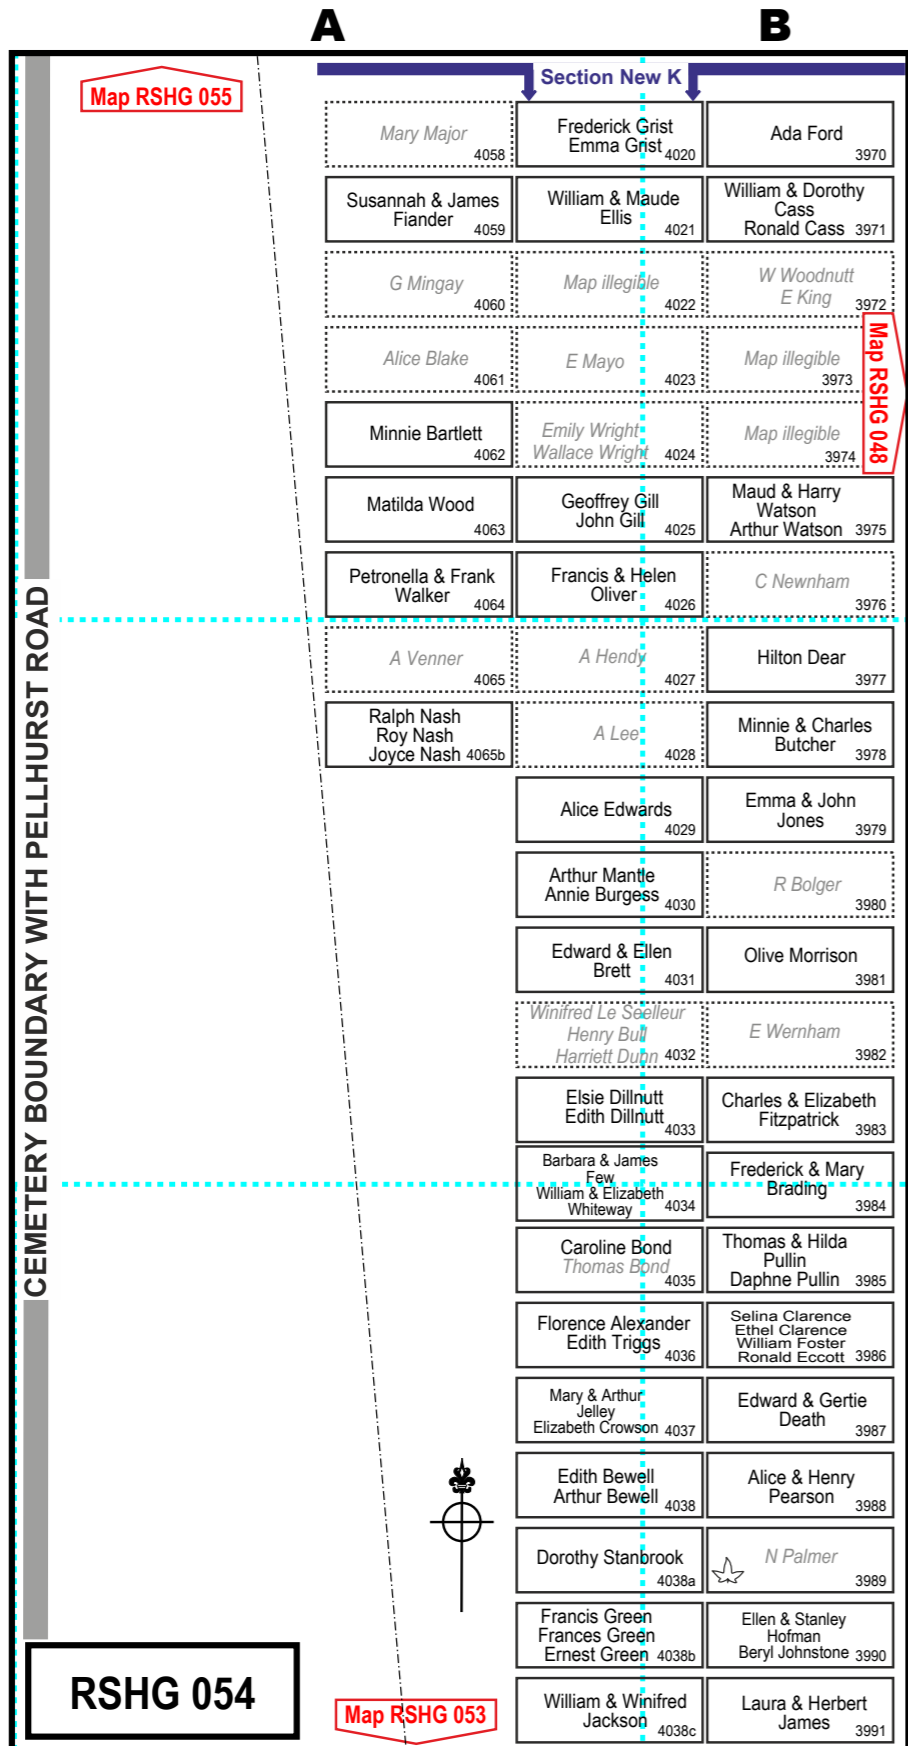 A
B
Section New K
Map RSHG 055
Mary Major
4058
Frederick Grist
Emma Grist 4020
Ada Ford
3970
Susannah & James
Fiander 4059
William & Maude
Ellis 4021
William & Dorothy
Cass
Ronald Cass 3971
G Mingay
4060
Map illegible
4022
W Woodnutt
E King 3972
Alice Blake
4061
E Mayo
4023
Map illegible
3973
Map RSHG 048
Minnie Bartlett
4062
Emily Wright
Wallace Wright 4024
Map illegible
3974
Matilda Wood
4063
Geoffrey Gill
John Gill 4025
Maud & Harry
Watson
Arthur Watson 3975
Petronella & Frank
Walker 4064
Francis & Helen
Oliver 4026
C Newnham
3976
A Venner
4065
A Hendy
4027
Hilton Dear
3977
Ralph Nash
Roy Nash
Joyce Nash 4065b
A Lee
4028
Minnie & Charles
Butcher 3978
Alice Edwards
4029
Emma & John
Jones 3979
Arthur Mantle
Annie Burgess 4030
R Bolger
3980
Edward & Ellen
Brett 4031
Olive Morrison
3981
Winifred Le Seelleur
Henry Bull
Harriett Dunn 4032
E Wernham
3982
Elsie Dillnutt
Edith Dillnutt 4033
Charles & Elizabeth
Fitzpatrick 3983
Barbara & James
Few
William & Elizabeth
Whiteway 4034
Frederick & Mary
Brading 3984
Caroline Bond
Thomas Bond
4035
Thomas & Hilda
Pullin
Daphne Pullin 3985
Florence Alexander
Edith Triggs 4036
Selina Clarence
Ethel Clarence
William Foster
Ronald Eccott 3986
Mary & Arthur
Jelley
Elizabeth Crowson 4037
Edward & Gertie
Death 3987
Edith Bewell
Arthur Bewell 4038
Alice & Henry
Pearson 3988
Dorothy Stanbrook
4038a
N Palmer
3989
Francis Green
Frances Green
Ernest Green 4038b
Ellen & Stanley
Hofman
Beryl Johnstone 3990
William & Winifred
Jackson 4038c
Laura & Herbert
James 3991
CEMETERY BOUNDARY WITH PELLHURST ROAD
RSHG 054
Map RSHG 053